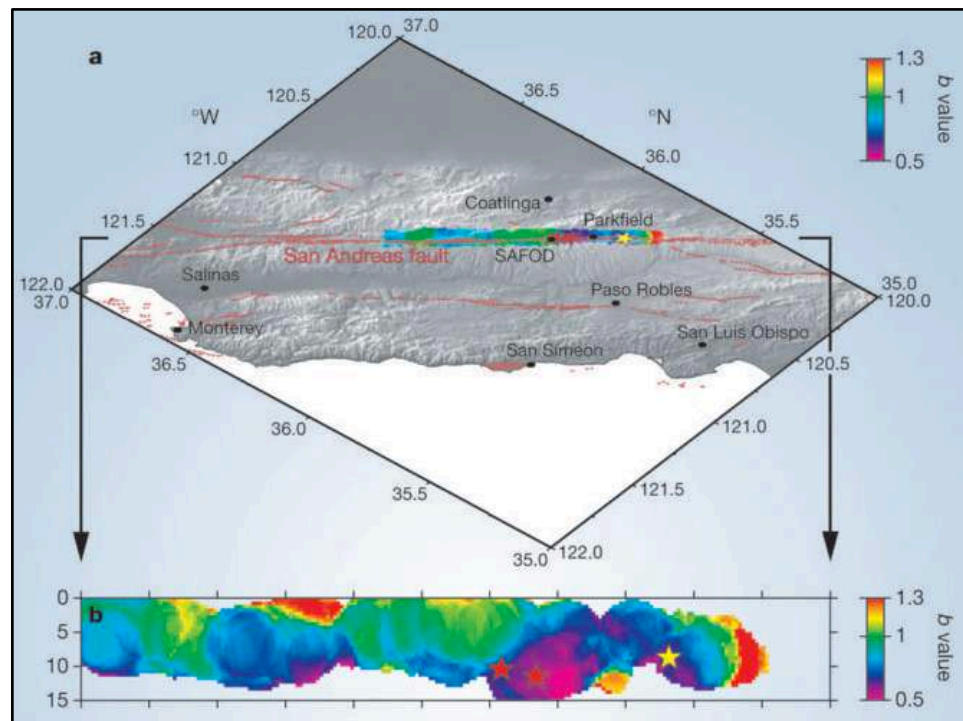 a
120.0
37.0
1.3
1
0.5
b value
120.5
36.5
°W
°N
121.0
36.0
Coatlinga
Parkfield
121.5
35.5
San Andreas fault
SAFOD
Salinas
122.0
37.0
Paso Robles
35.0
120.0
Monterey
San Luis Obispo
San Simeon
36.5
120.5
36.0
121.0
35.5
121.5
35.0
122.0
b
0
5
10
15
1.3
1
0.5
b value